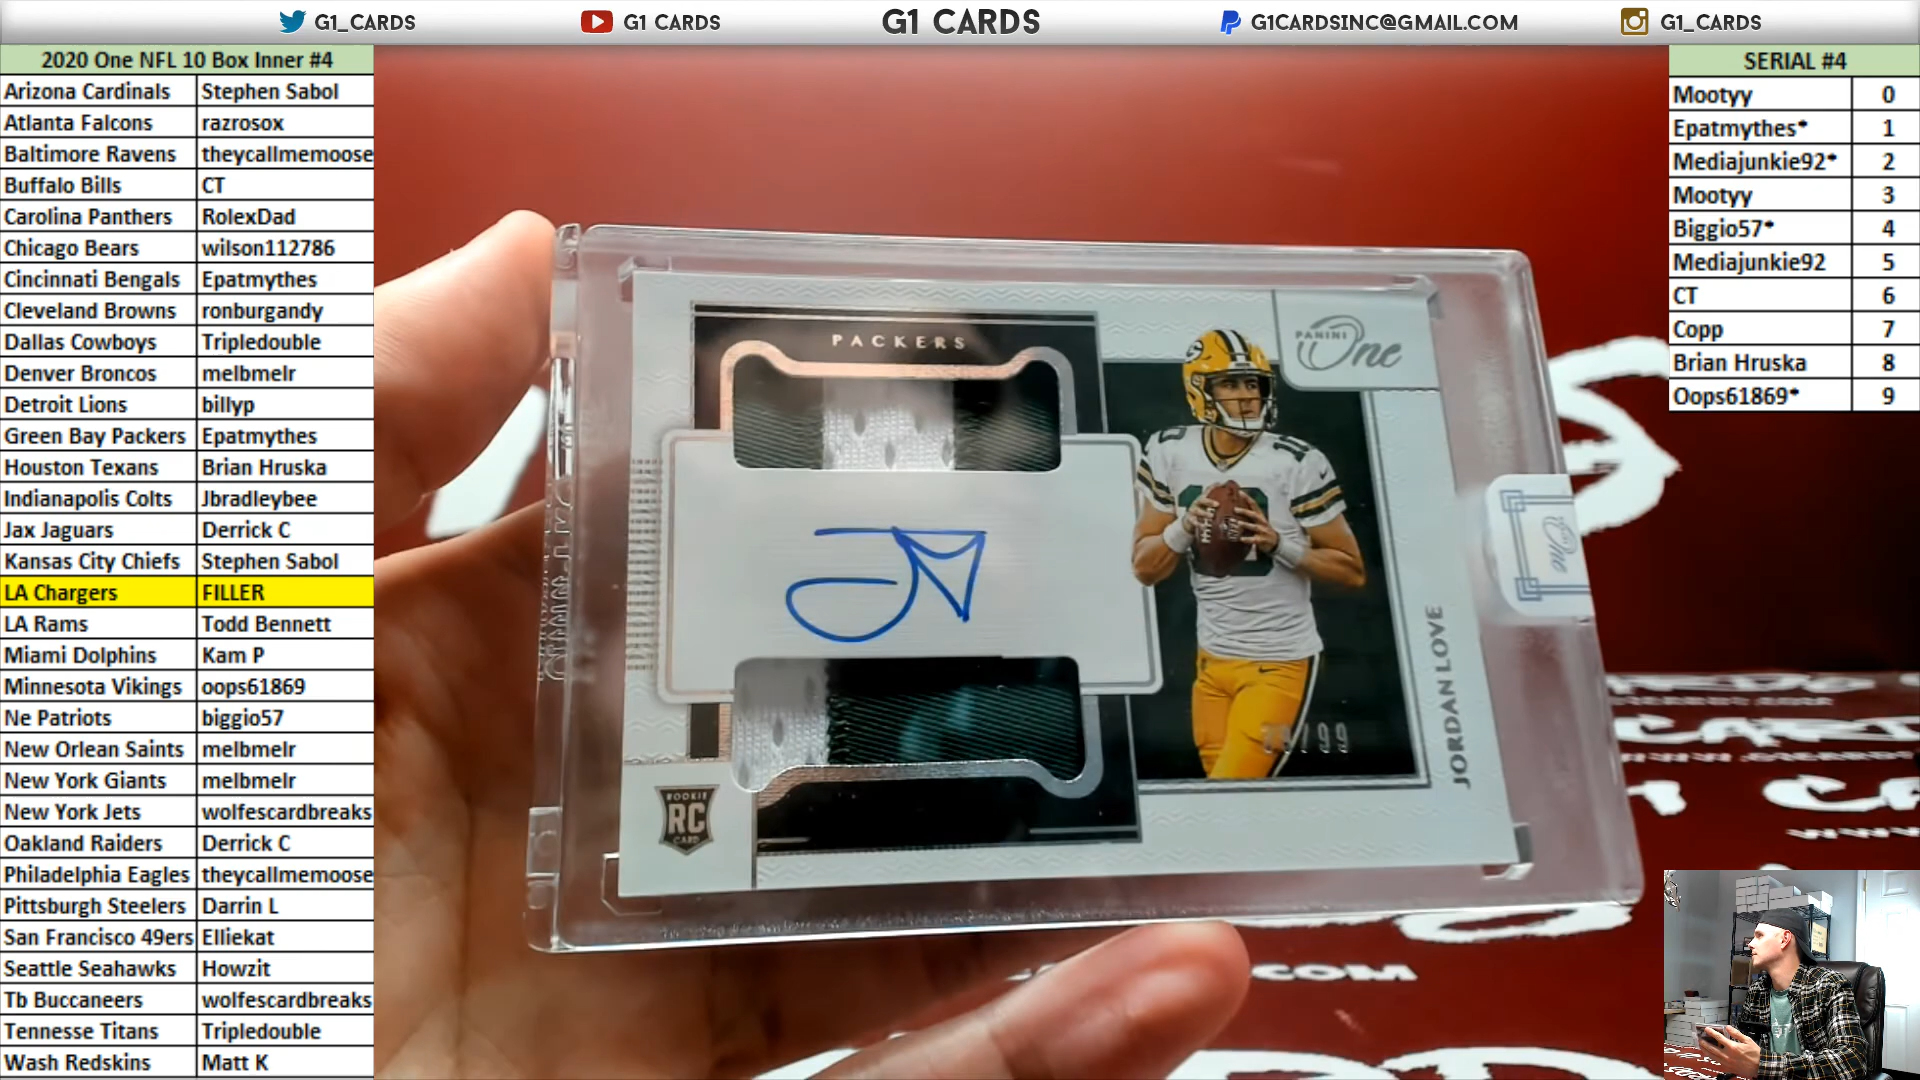 G1_CARDS
G1 CARDS
G1 CARDS
G1CARDSINC@GMAIL.COM
G1_CARDS
2020 One NFL 10 Box Inner #4
Arizona Cardinals Stephen Sabol
Atlanta Falcons razrosox
Baltimore Ravens theycallmemoose
Buffalo Bills CT
Carolina Panthers RolexDad
Chicago Bears wilson112786
Cincinnati Bengals Epatmythes
Cleveland Browns ronburgandy
Dallas Cowboys Tripledouble
Denver Broncos melbmelr
Detroit Lions billyp
Green Bay Packers Epatmythes
Houston Texans Brian Hruska
Indianapolis Colts Jbradleybee
Jax Jaguars Derrick C
Kansas City Chiefs Stephen Sabol
LA Chargers FILLER
LA Rams Todd Bennett
Miami Dolphins Kam P
Minnesota Vikings oops61869
Ne Patriots biggio57
New Orlean Saints melbmelr
New York Giants melbmelr
New York Jets wolfescardbreaks
Oakland Raiders Derrick C
Philadelphia Eagles theycallmemoose
Pittsburgh Steelers Darrin L
San Francisco 49ers Elliekat
Seattle Seahawks Howzit
Tb Buccaneers wolfescardbreaks
Tennesse Titans Tripledouble
Wash Redskins Matt K
PACKERS
PANINI
One
10
JORDAN LOVE
ROOKIE
RC
CARD
One
.COM
SERIAL #4
Mootyy 0
Epatmythes* 1
Mediajunkie92* 2
Mootyy 3
Biggio57* 4
Mediajunkie92 5
CT 6
Copp 7
Brian Hruska 8
Oops61869* 9